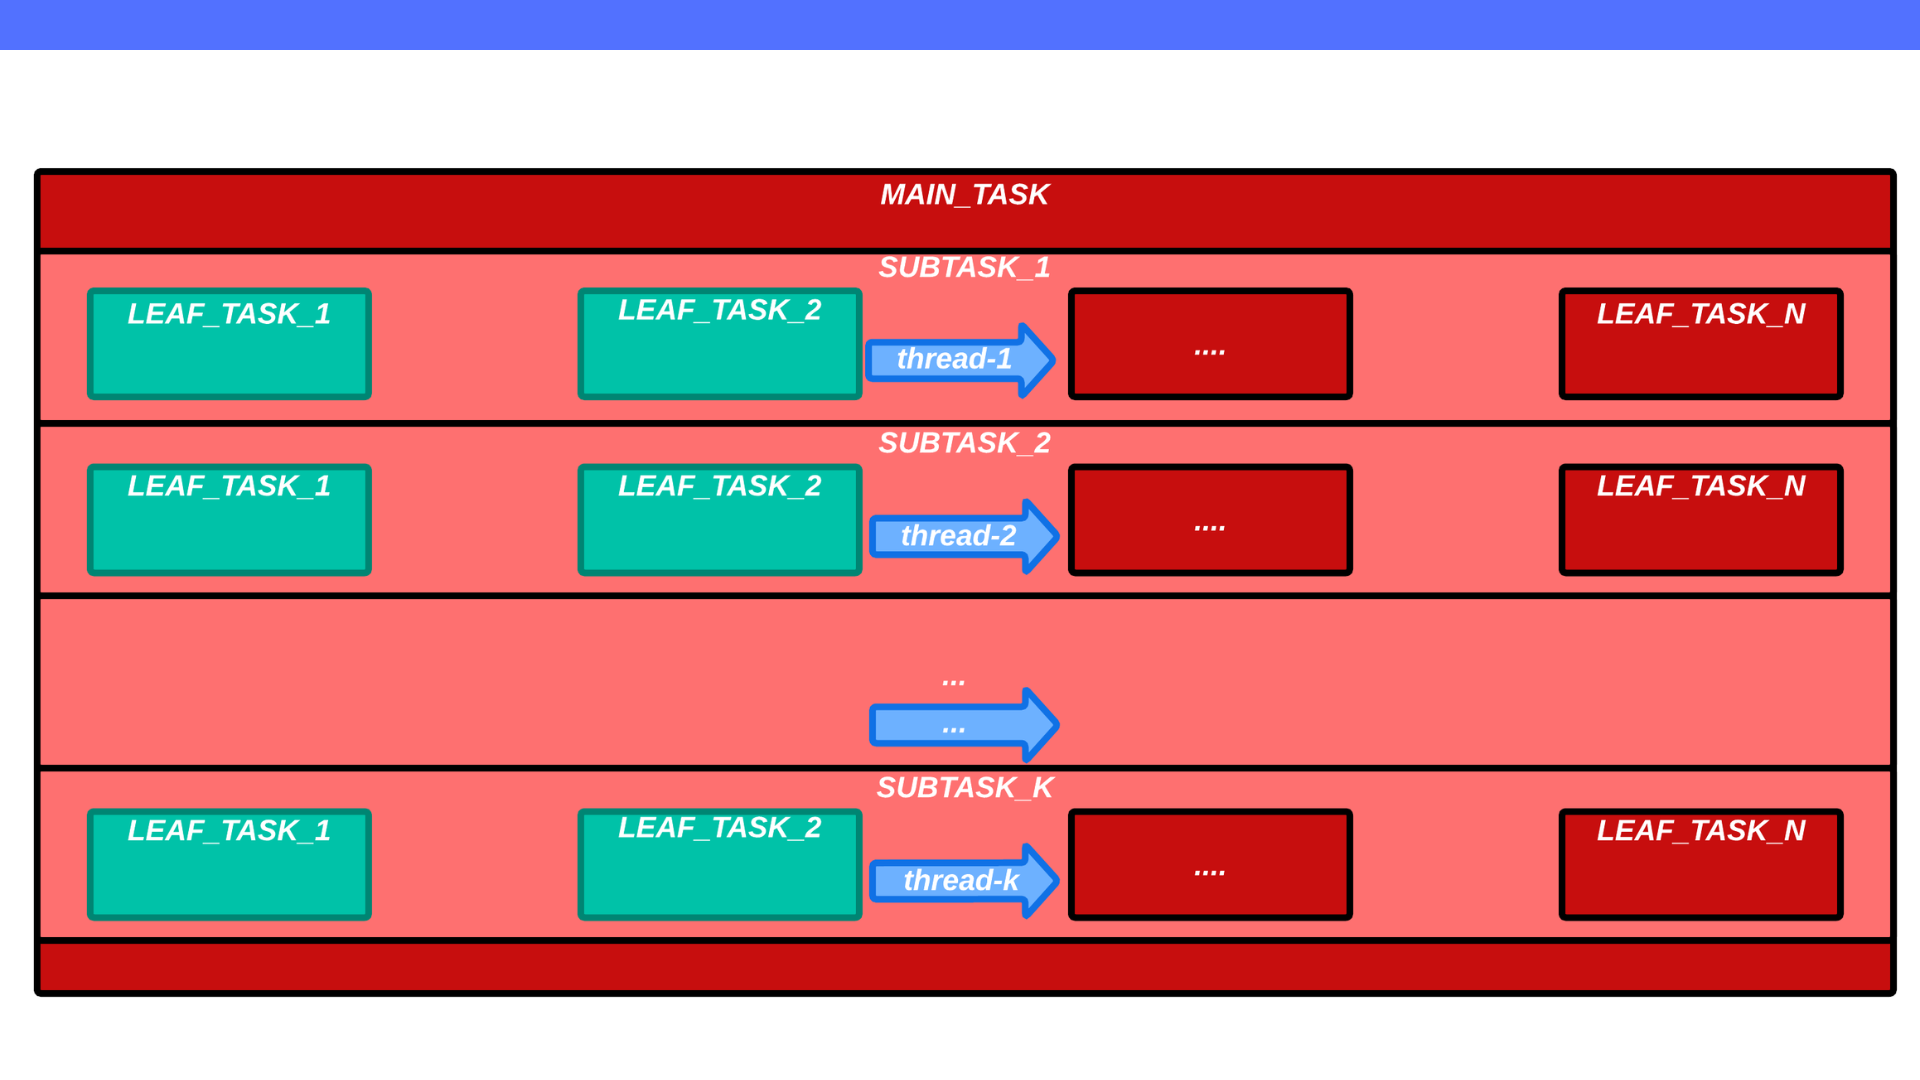 MAIN_TASK
SUBTASK_1
LEAF_TASK_1
LEAF_TASK_2
thread-1
....
LEAF_TASK_N
SUBTASK_2
LEAF_TASK_1
LEAF_TASK_2
thread-2
....
LEAF_TASK_N
...
...
SUBTASK_K
LEAF_TASK_1
LEAF_TASK_2
thread-k
....
LEAF_TASK_N